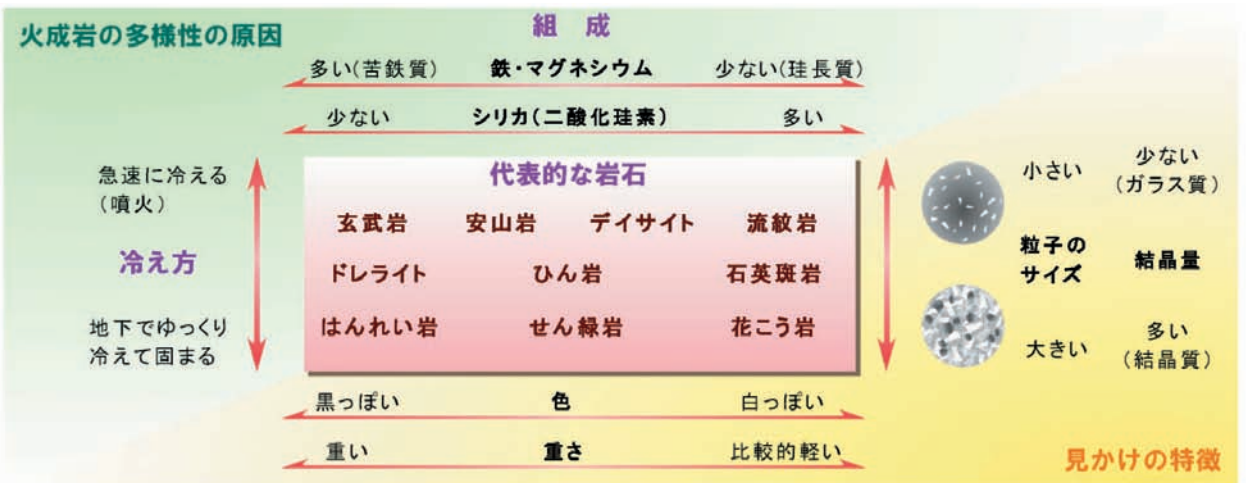 火成岩の多様性の原因
組 成
多い(苦鉄質) 鉄・マグネシウム 少ない(珪長質)
少ない シリカ(二酸化珪素) 多い
急速に冷える
(噴火)
冷え方
地下でゆっくり
冷えて固まる
代表的な岩石
玄武岩 安山岩 デイサイト 流紋岩
ドレライト ひん岩 石英斑岩
はんれい岩 せん緑岩 花こう岩
小さい
粒子の
サイズ
大きい
少ない
(ガラス質)
結晶量
多い
(結晶質)
黒っぽい 色 白っぽい
重い 重さ 比較的軽い
見かけの特徴